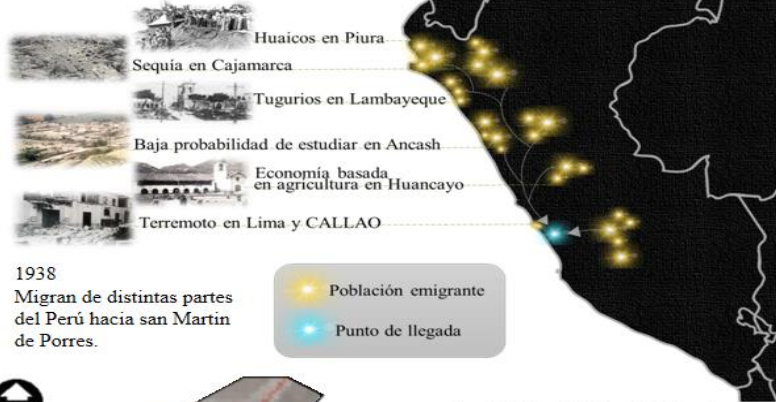 Huaicos en Piura
Sequía en Cajamarca
Tugurios en Lambayeque
Baja probabilidad de estudiar en Ancash
Economía basada
en agricultura en Huancayo
Terremoto en Lima y CALLAO
1938
Migran de distintas partes
del Perú hacia san Martin
de Porres.
Población emigrante
Punto de llegada